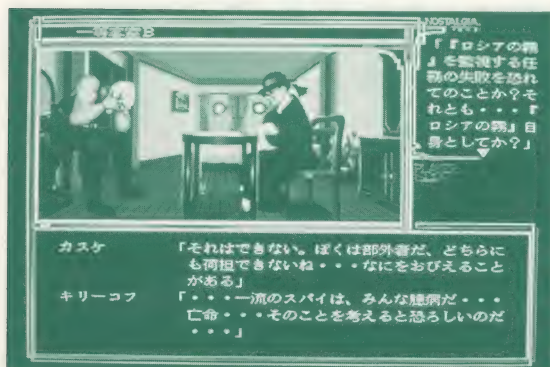 一等客室B
NOSTALGIA
「『ロシアの霧
』を監視する任
務の失敗を恐れ
てのことか？そ
れとも・・・『
ロシアの霧』自
身としてか？」
カスケ 「それはできない。ぼくは部外者だ、どちらに
も荷担できないね・・・なにをおびえること
がある」
キリーコフ 「・・・一流のスパイは、みんな臆病だ・・・
亡命・・・そのことを考えると恐ろしいのだ
・・・」